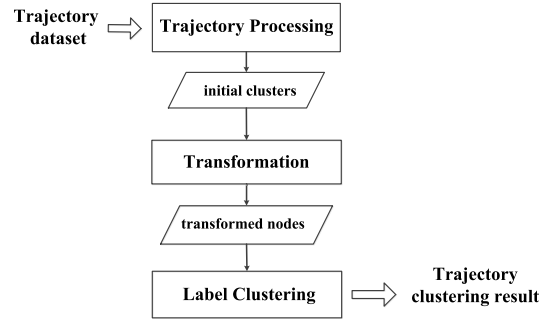 Trajectory
dataset
Trajectory Processing
initial clusters
Transformation
transformed nodes
Label Clustering
Trajectory
clustering result